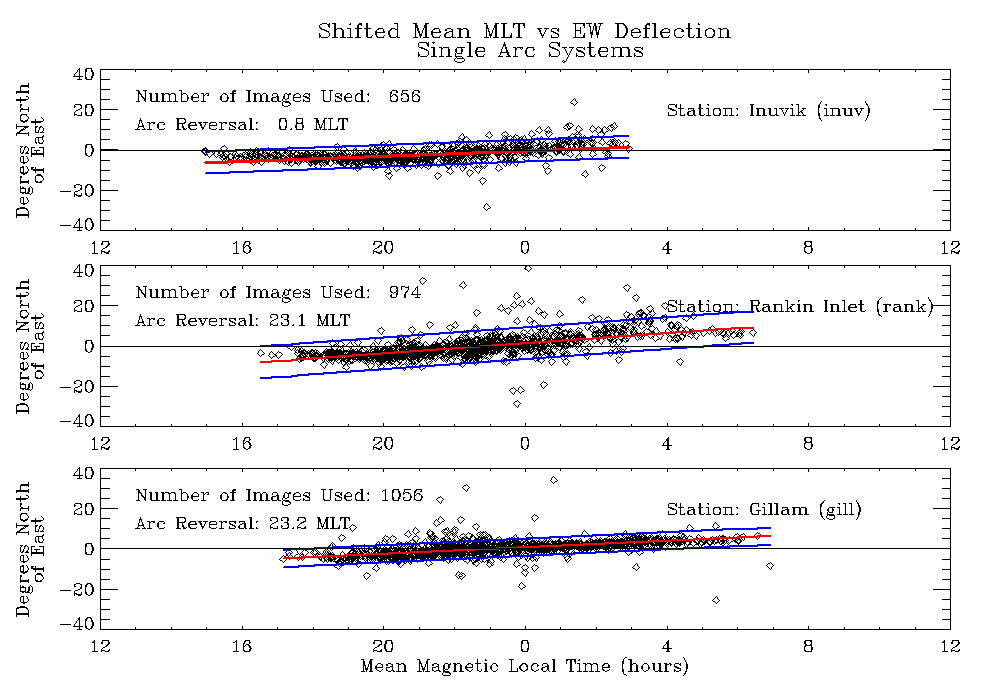 Shifted Mean MLT vs EW Deflection
Single Arc Systems
Degrees North
of East
40
20
0
−20
−40
Number of Images Used: 656
Arc Reversal: 0.8 MLT
Station: Inuvik (inuv)
12 16 20 0 4 8 12
Degrees North
of East
40
20
0
−20
−40
Number of Images Used: 974
Arc Reversal: 23.1 MLT
Station: Rankin Inlet (rank)
12 16 20 0 4 8 12
Degrees North
of East
40
20
0
−20
−40
Number of Images Used: 1056
Arc Reversal: 23.2 MLT
Station: Gillam (gill)
12 16 20 0 4 8 12
Mean Magnetic Local Time (hours)